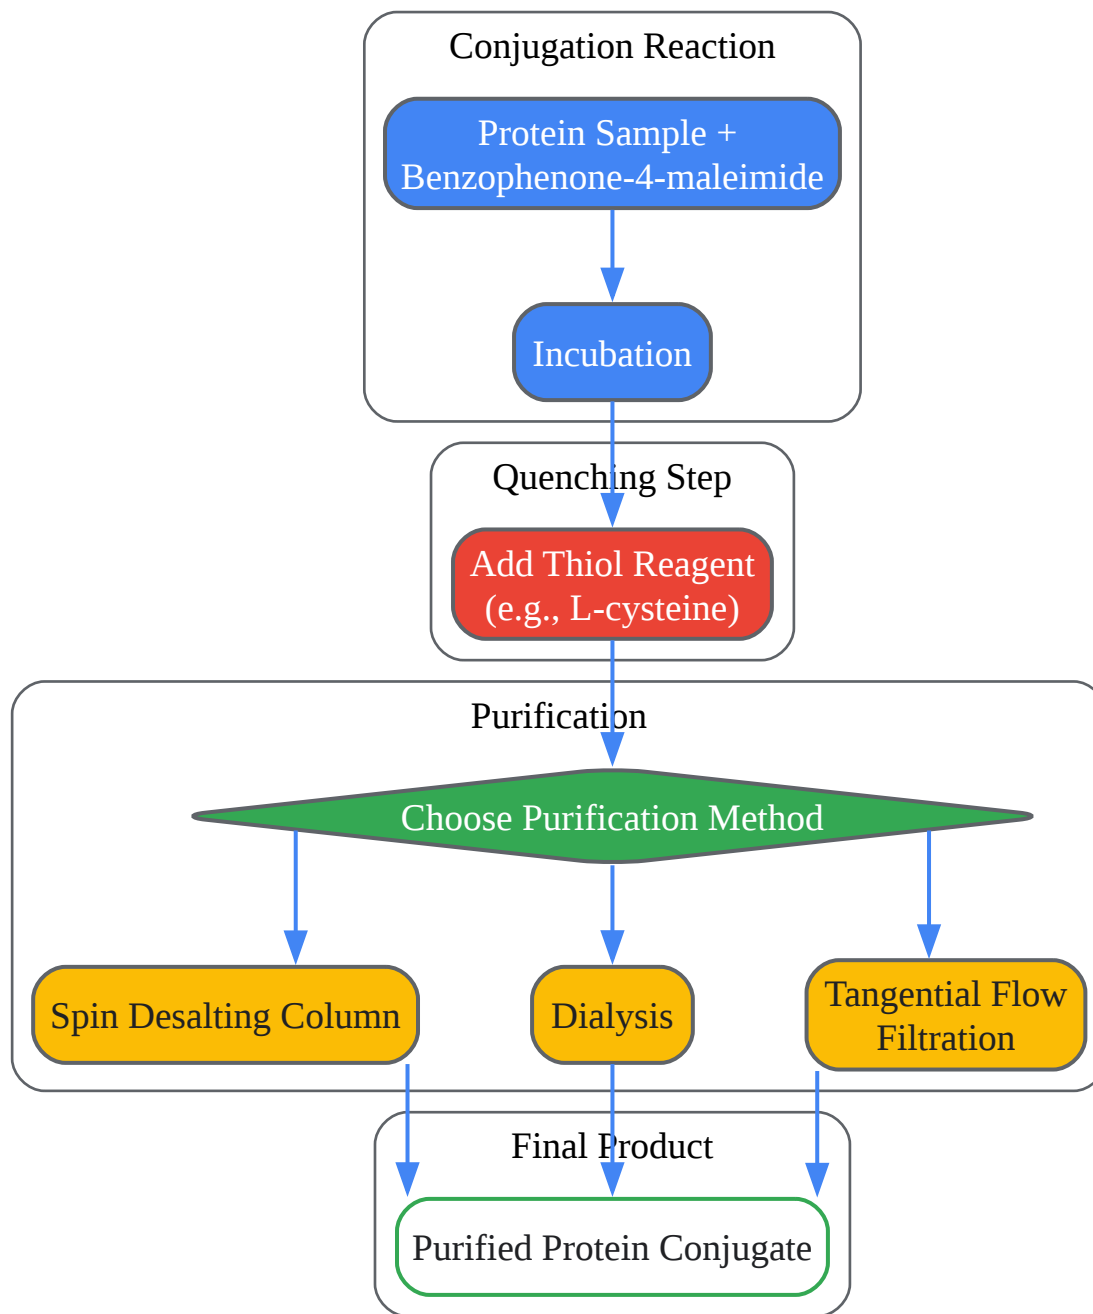 Conjugation Reaction
Protein Sample +
Benzophenone-4-maleimide
Incubation
Quenching Step
Add Thiol Reagent
(e.g., L-cysteine)
Purification
Choose Purification Method
Spin Desalting Column
Dialysis
Tangential Flow
Filtration
Final Product
Purified Protein Conjugate